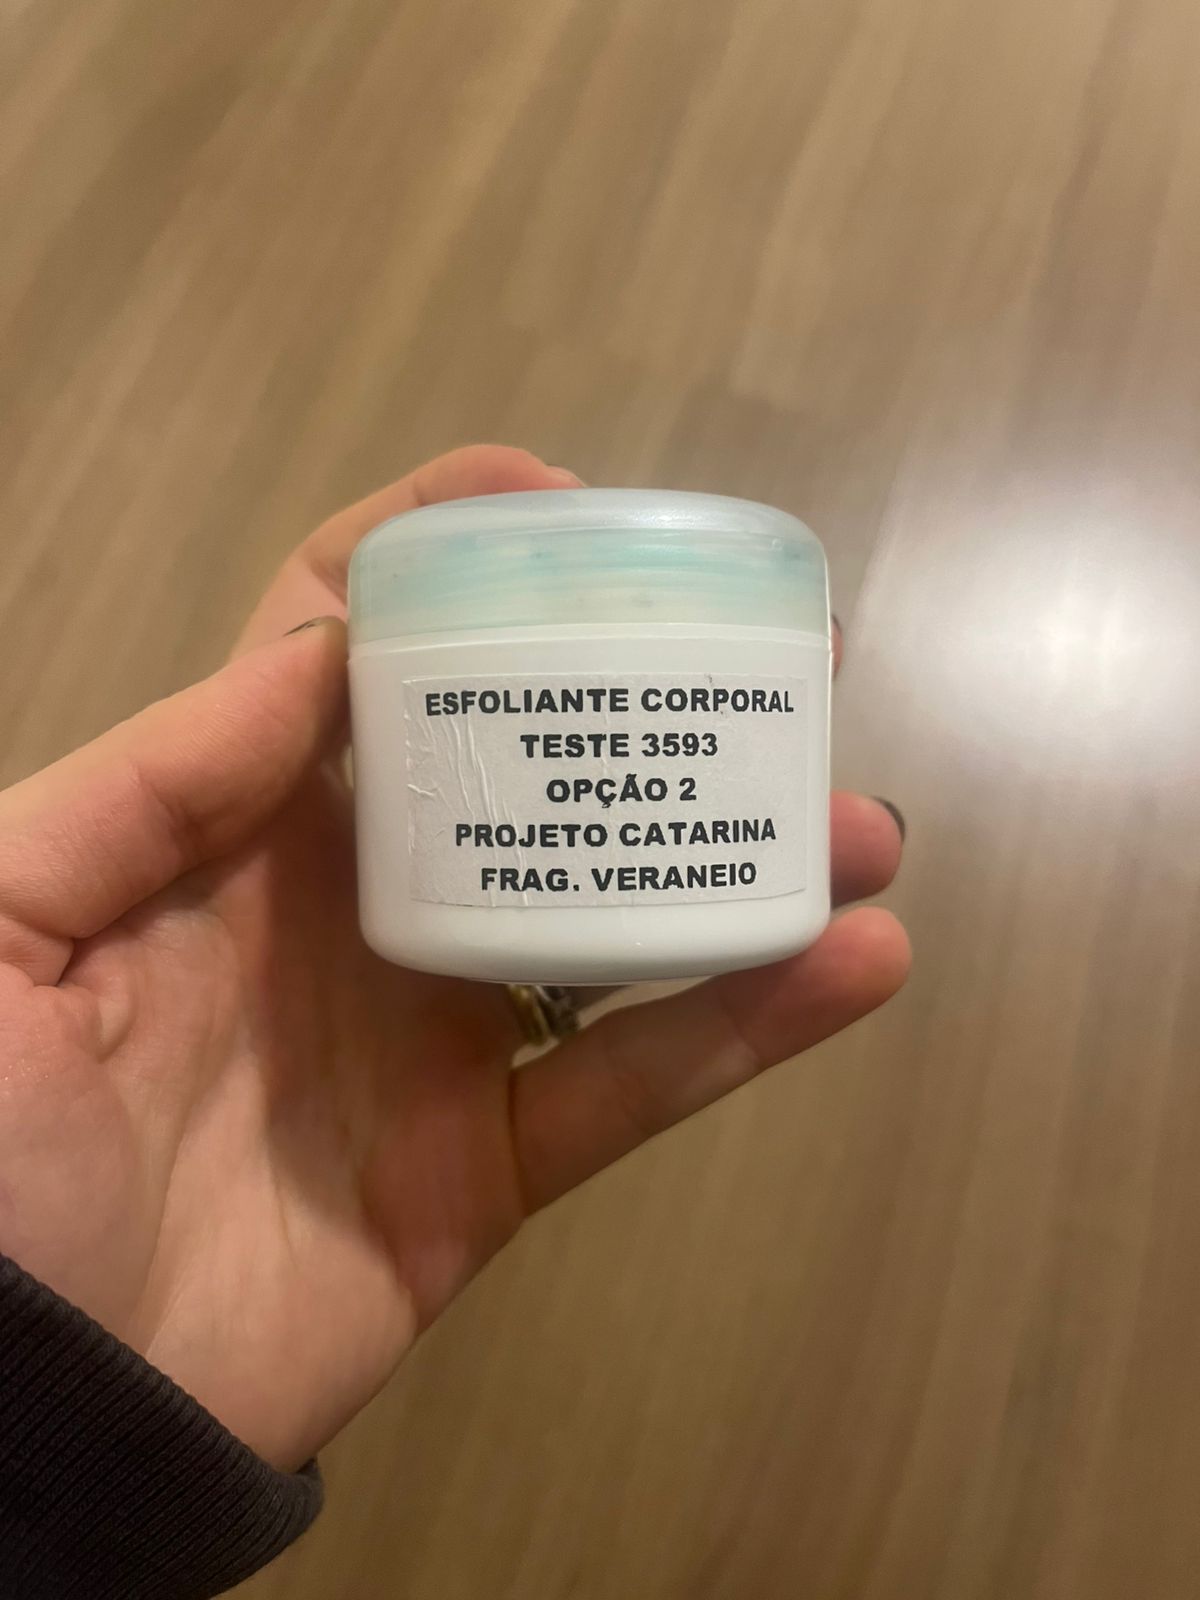 ESFOLIANTE CORPORAL
TESTE 3593
OPÇÃO 2
PROJETO CATARINA
FRAG. VERANEIO